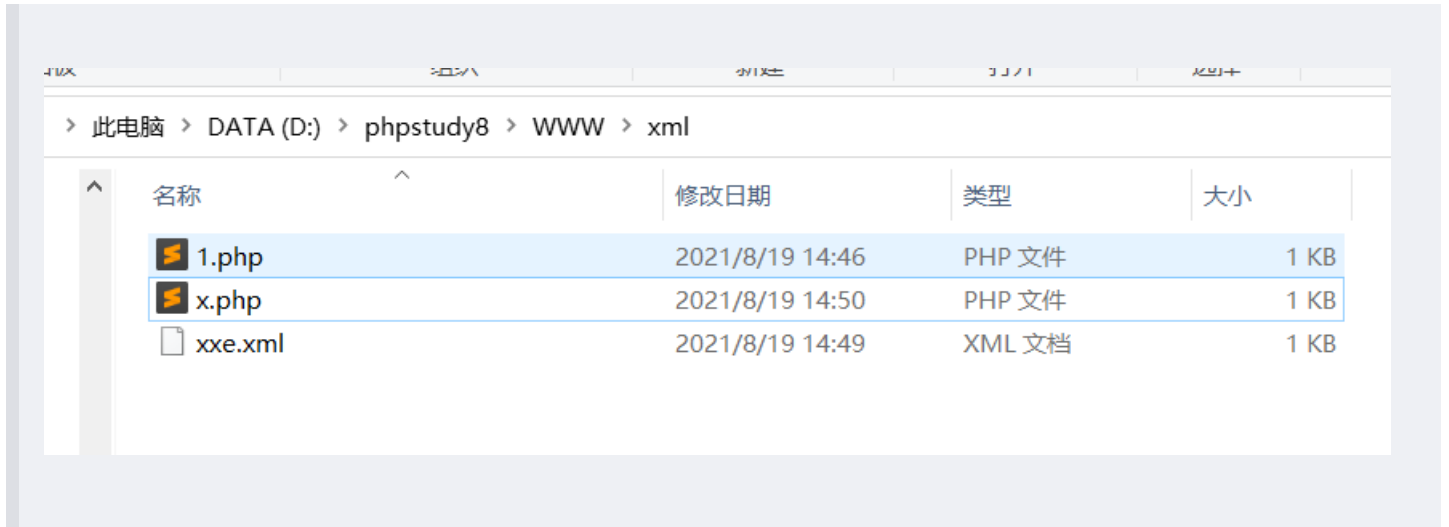 > 此电脑 > DATA (D:) > phpstudy8 > WWW > xml
名称 修改日期 类型 大小
1.php 2021/8/19 14:46 PHP 文件 1 KB
x.php 2021/8/19 14:50 PHP 文件 1 KB
xxe.xml 2021/8/19 14:49 XML 文档 1 KB